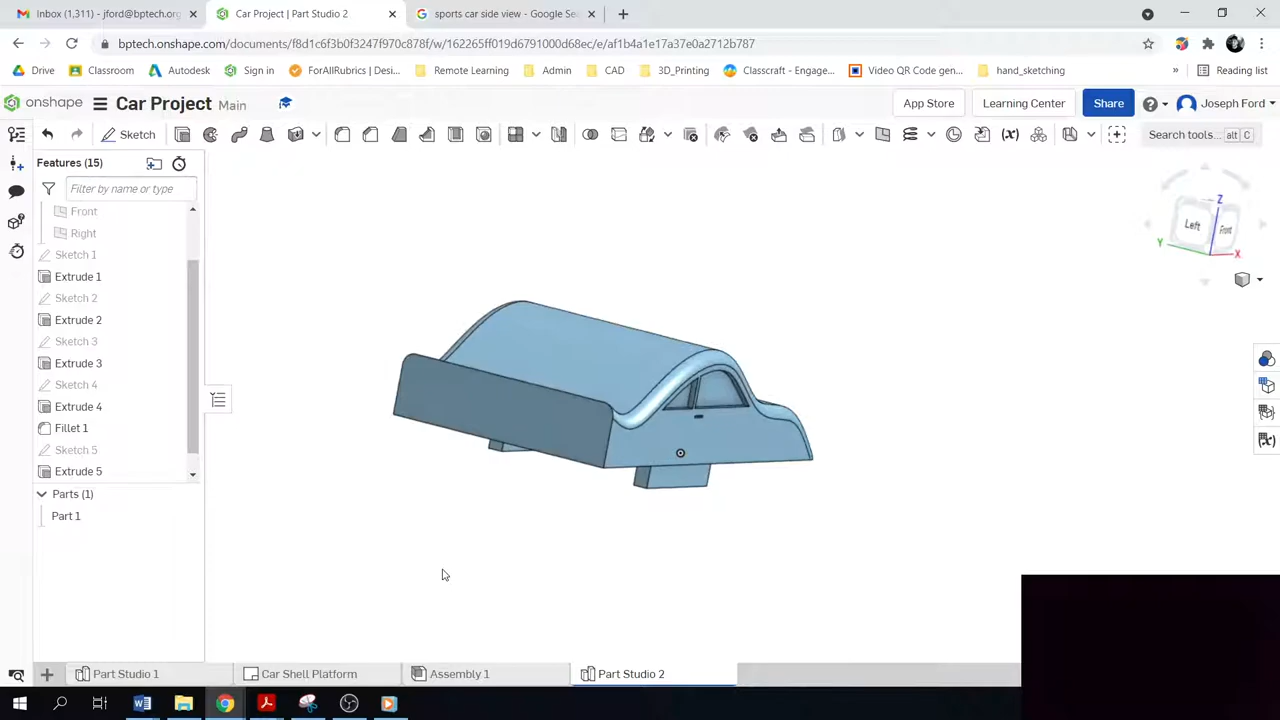 Inbox (1,311) - jford@bptech.org
Car Project | Part Studio 2
sports car side view - Google Se
bptech.onshape.com/documents/f8d1c6f3b0f3247f970c878f/w/162265ff019d679f000d68ec/e/af1b4a1e17a37e0a2712b787
Drive
Classroom
Autodesk
Sign in
ForAllRubrics | Desi...
Remote Learning
Admin
CAD
3D_Printing
Classcraft - Engage...
Video QR Code gen...
hand_sketching
»
Reading list
onshape
Car Project Main
App Store
Learning Center
Share
Joseph Ford
Sketch
Search tools... alt C
Features (15)
Filter by name or type
Front
Right
Sketch 1
Extrude 1
Sketch 2
Extrude 2
Sketch 3
Extrude 3
Sketch 4
Extrude 4
Fillet 1
Sketch 5
Extrude 5
Parts (1)
Part 1
Z
Left
Front
Y
X
Part Studio 1
Car Shell Platform
Assembly 1
Part Studio 2